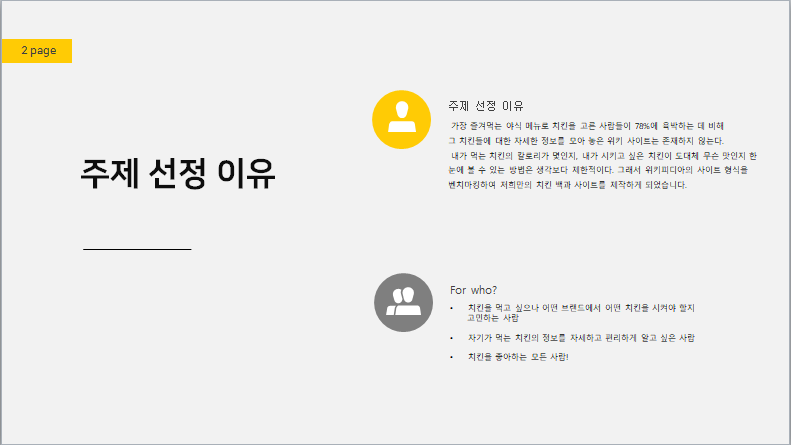 2 page
주제 선정 이유
주제 선정 이유
가장 즐겨먹는 야식 메뉴로 치킨을 고른 사람들이 78%에 육박하는 데 비해
그 치킨들에 대한 자세한 정보를 모아 놓은 위키 사이트는 존재하지 않는다.
내가 먹는 치킨의 칼로리가 몇인지, 내가 시키고 싶은 치킨이 도대체 무슨 맛인지 한
눈에 볼 수 있는 방법은 생각보다 제한적이다. 그래서 위키피디아의 사이트 형식을
벤치마킹하여 저희만의 치킨 백과 사이트를 제작하게 되었습니다.
For who?
• 치킨을 먹고 싶으나 어떤 브랜드에서 어떤 치킨을 시켜야 할지
고민하는 사람
• 자기가 먹는 치킨의 정보를 자세하고 편리하게 알고 싶은 사람
• 치킨을 좋아하는 모든 사람!